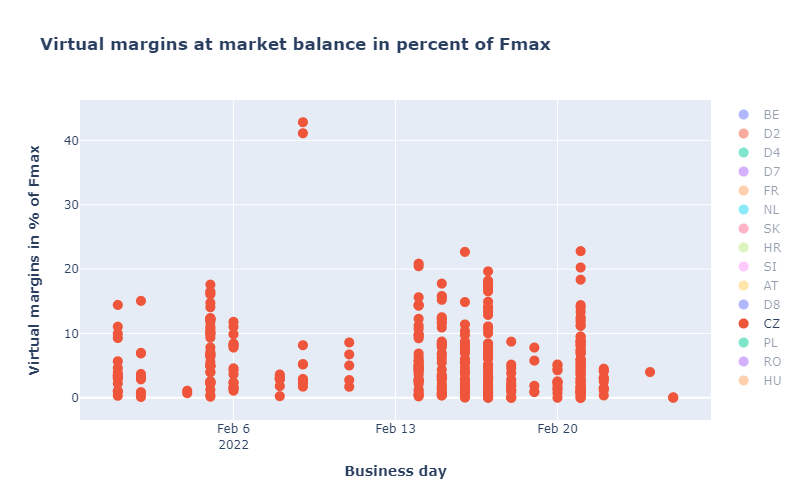 Virtual margins at market balance in percent of Fmax
Virtual margins in % of Fmax
40
30
20
10
0
Feb 6
2022
Feb 13
Feb 20
Business day
BE
D2
D4
D7
FR
NL
SK
HR
SI
AT
D8
CZ
PL
RO
HU